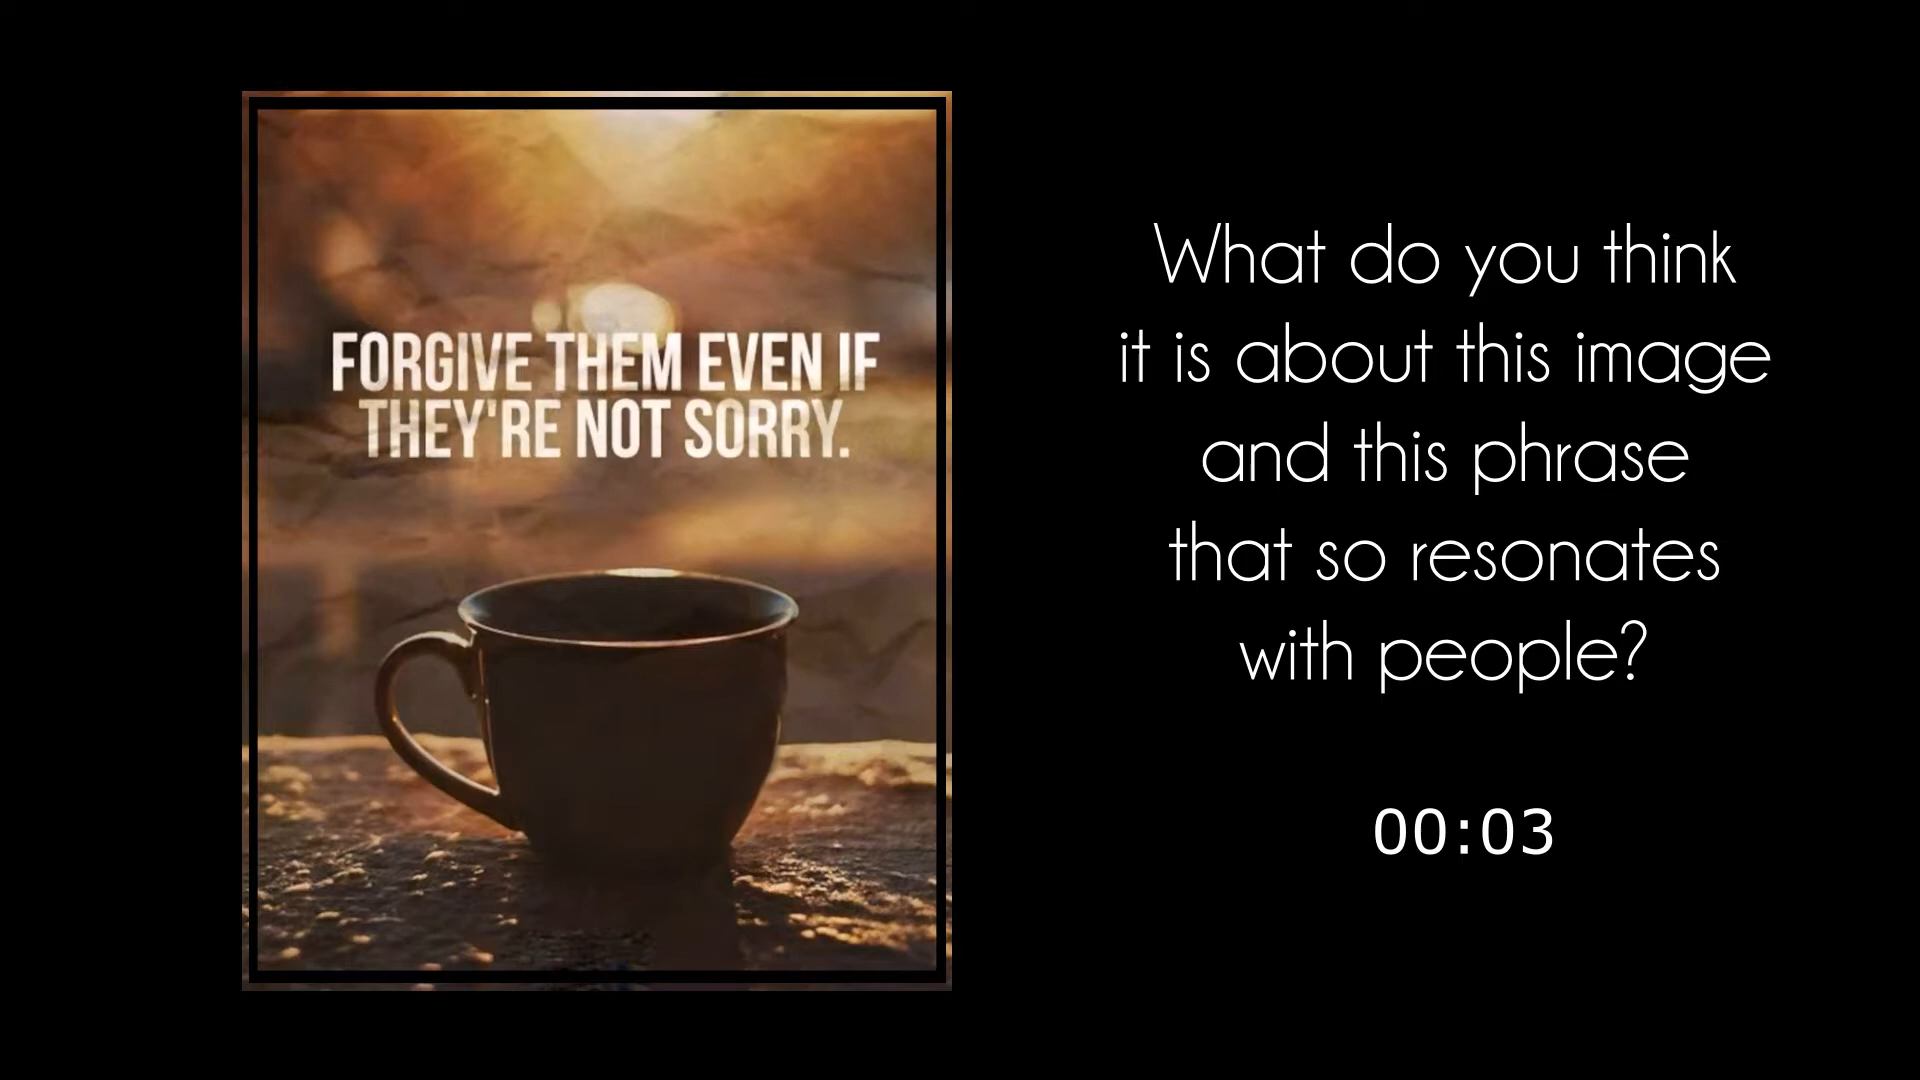 FORGIVE THEM EVEN IF
THEY'RE NOT SORRY.
What do you think
it is about this image
and this phrase
that so resonates
with people?
00:03